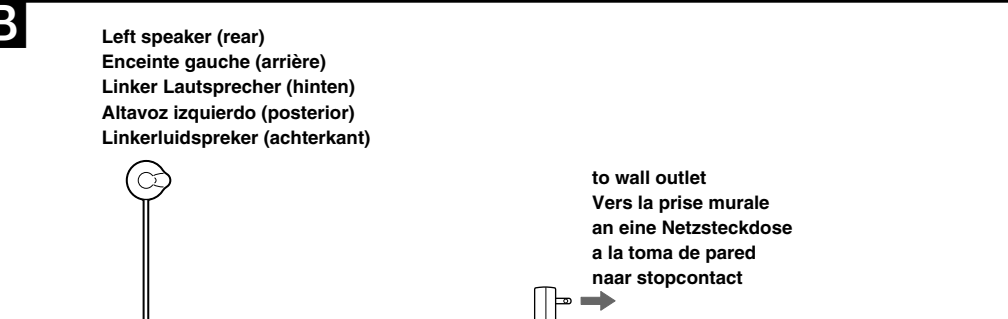 B
Left speaker (rear)
Enceinte gauche (arrière)
Linker Lautsprecher (hinten)
Altavoz izquierdo (posterior)
Linkerluidspreker (achterkant)
to wall outlet
Vers la prise murale
an eine Netzsteckdose
a la toma de pared
naar stopcontact